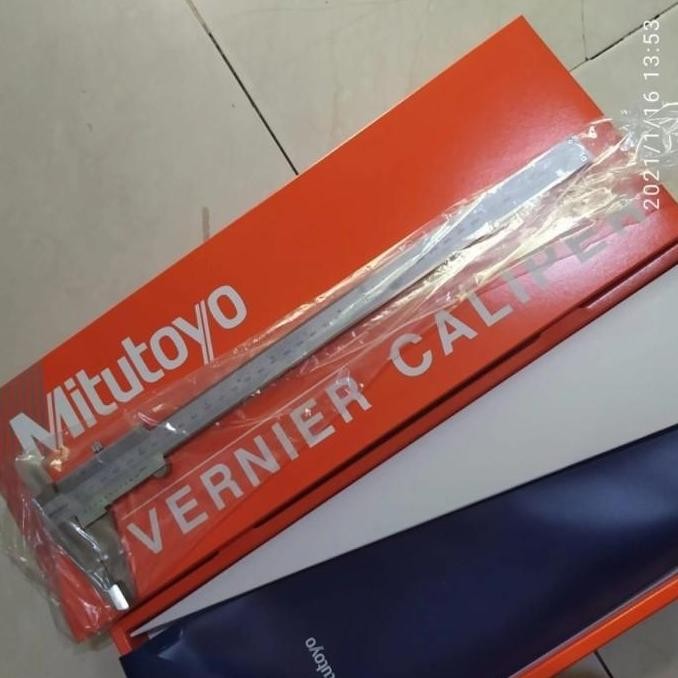 2021/1/16 13:53
Mitutoyo
VERNIER CALIPER